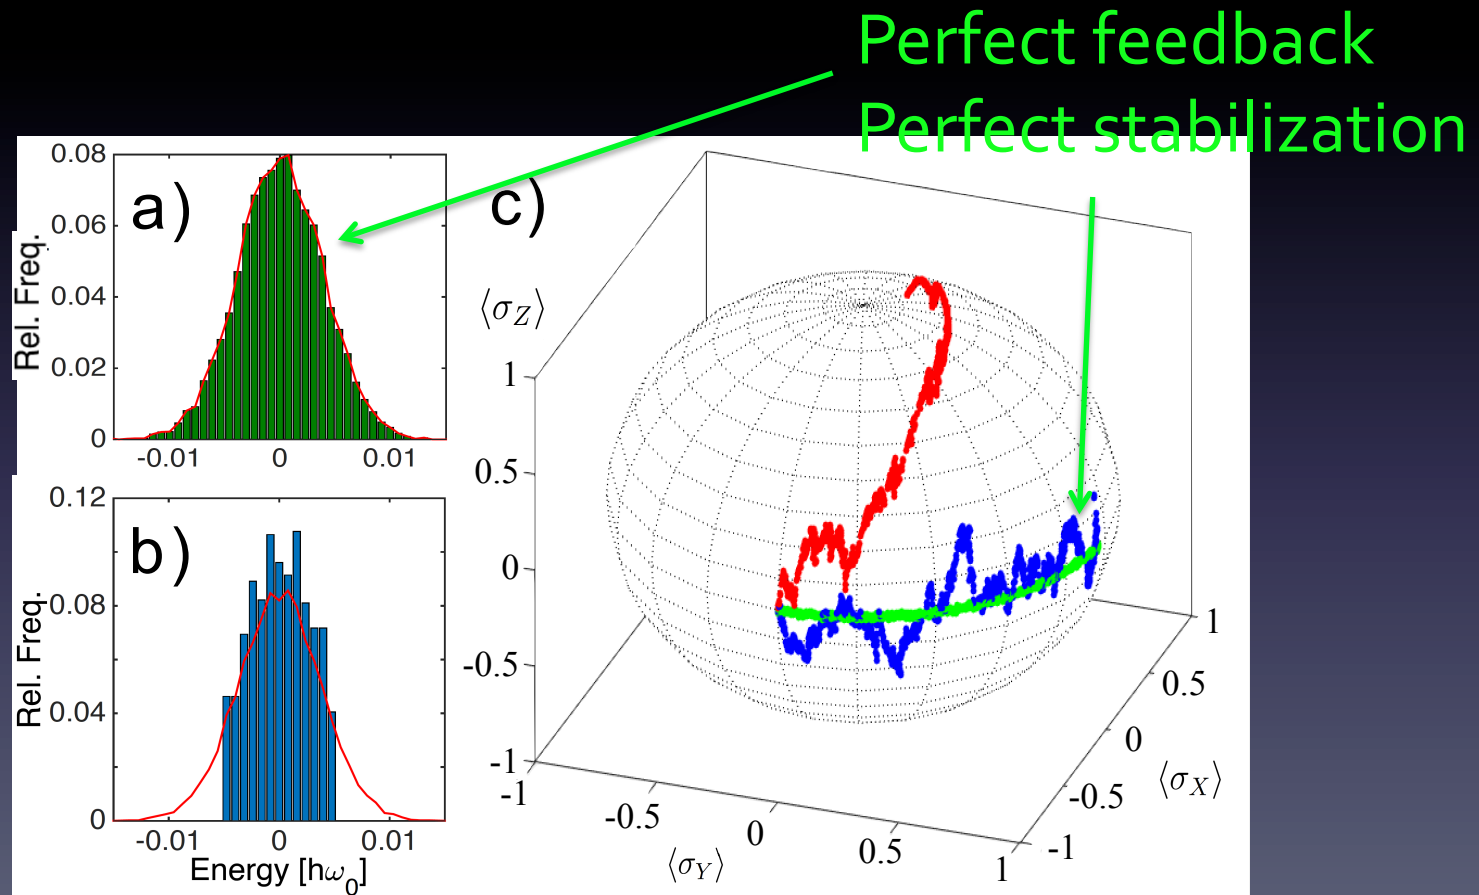 Perfect feedback
Perfect stabilization
a)
0.08
0.06
0.04
0.02
0
Rel. Freq.
-0.01 0 0.01
b)
0.12
0.08
0.04
0
Rel. Freq.
-0.01 0 0.01
Energy [hω₀]
c)
⟨σ_Z⟩
1
0.5
0
-0.5
-1
-1 -0.5 0 0.5 1
⟨σ_Y⟩
1
0.5
0
-0.5
-1
⟨σ_X⟩